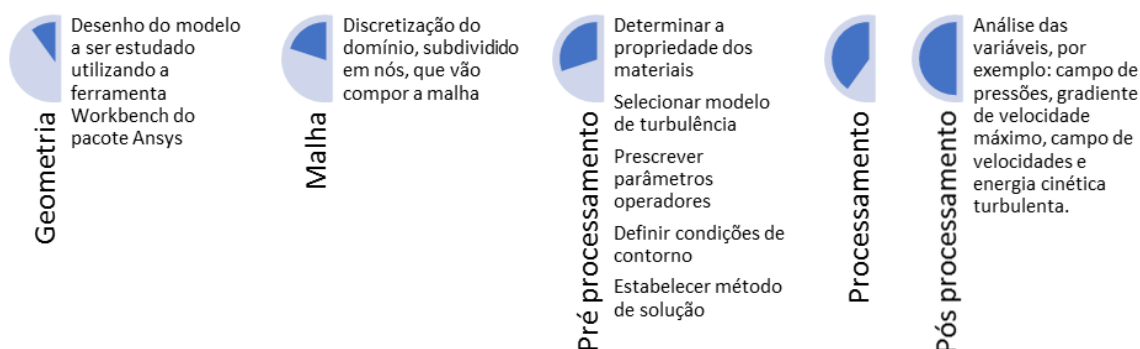 Geometria
Desenho do modelo
a ser estudado
utilizando a
ferramenta
Workbench do
pacote Ansys
Malha
Discretização do
domínio, subdividido
em nós, que vão
compor a malha
Pré processamento
Determinar a
propriedade dos
materiais
Selecionar modelo
de turbulência
Prescrever
parâmetros
operadores
Definir condições de
contorno
Estabelecer método
de solução
Processamento
Pós processamento
Análise das
variáveis, por
exemplo: campo de
pressões, gradiente
de velocidade
máximo, campo de
velocidades e
energia cinética
turbulenta.